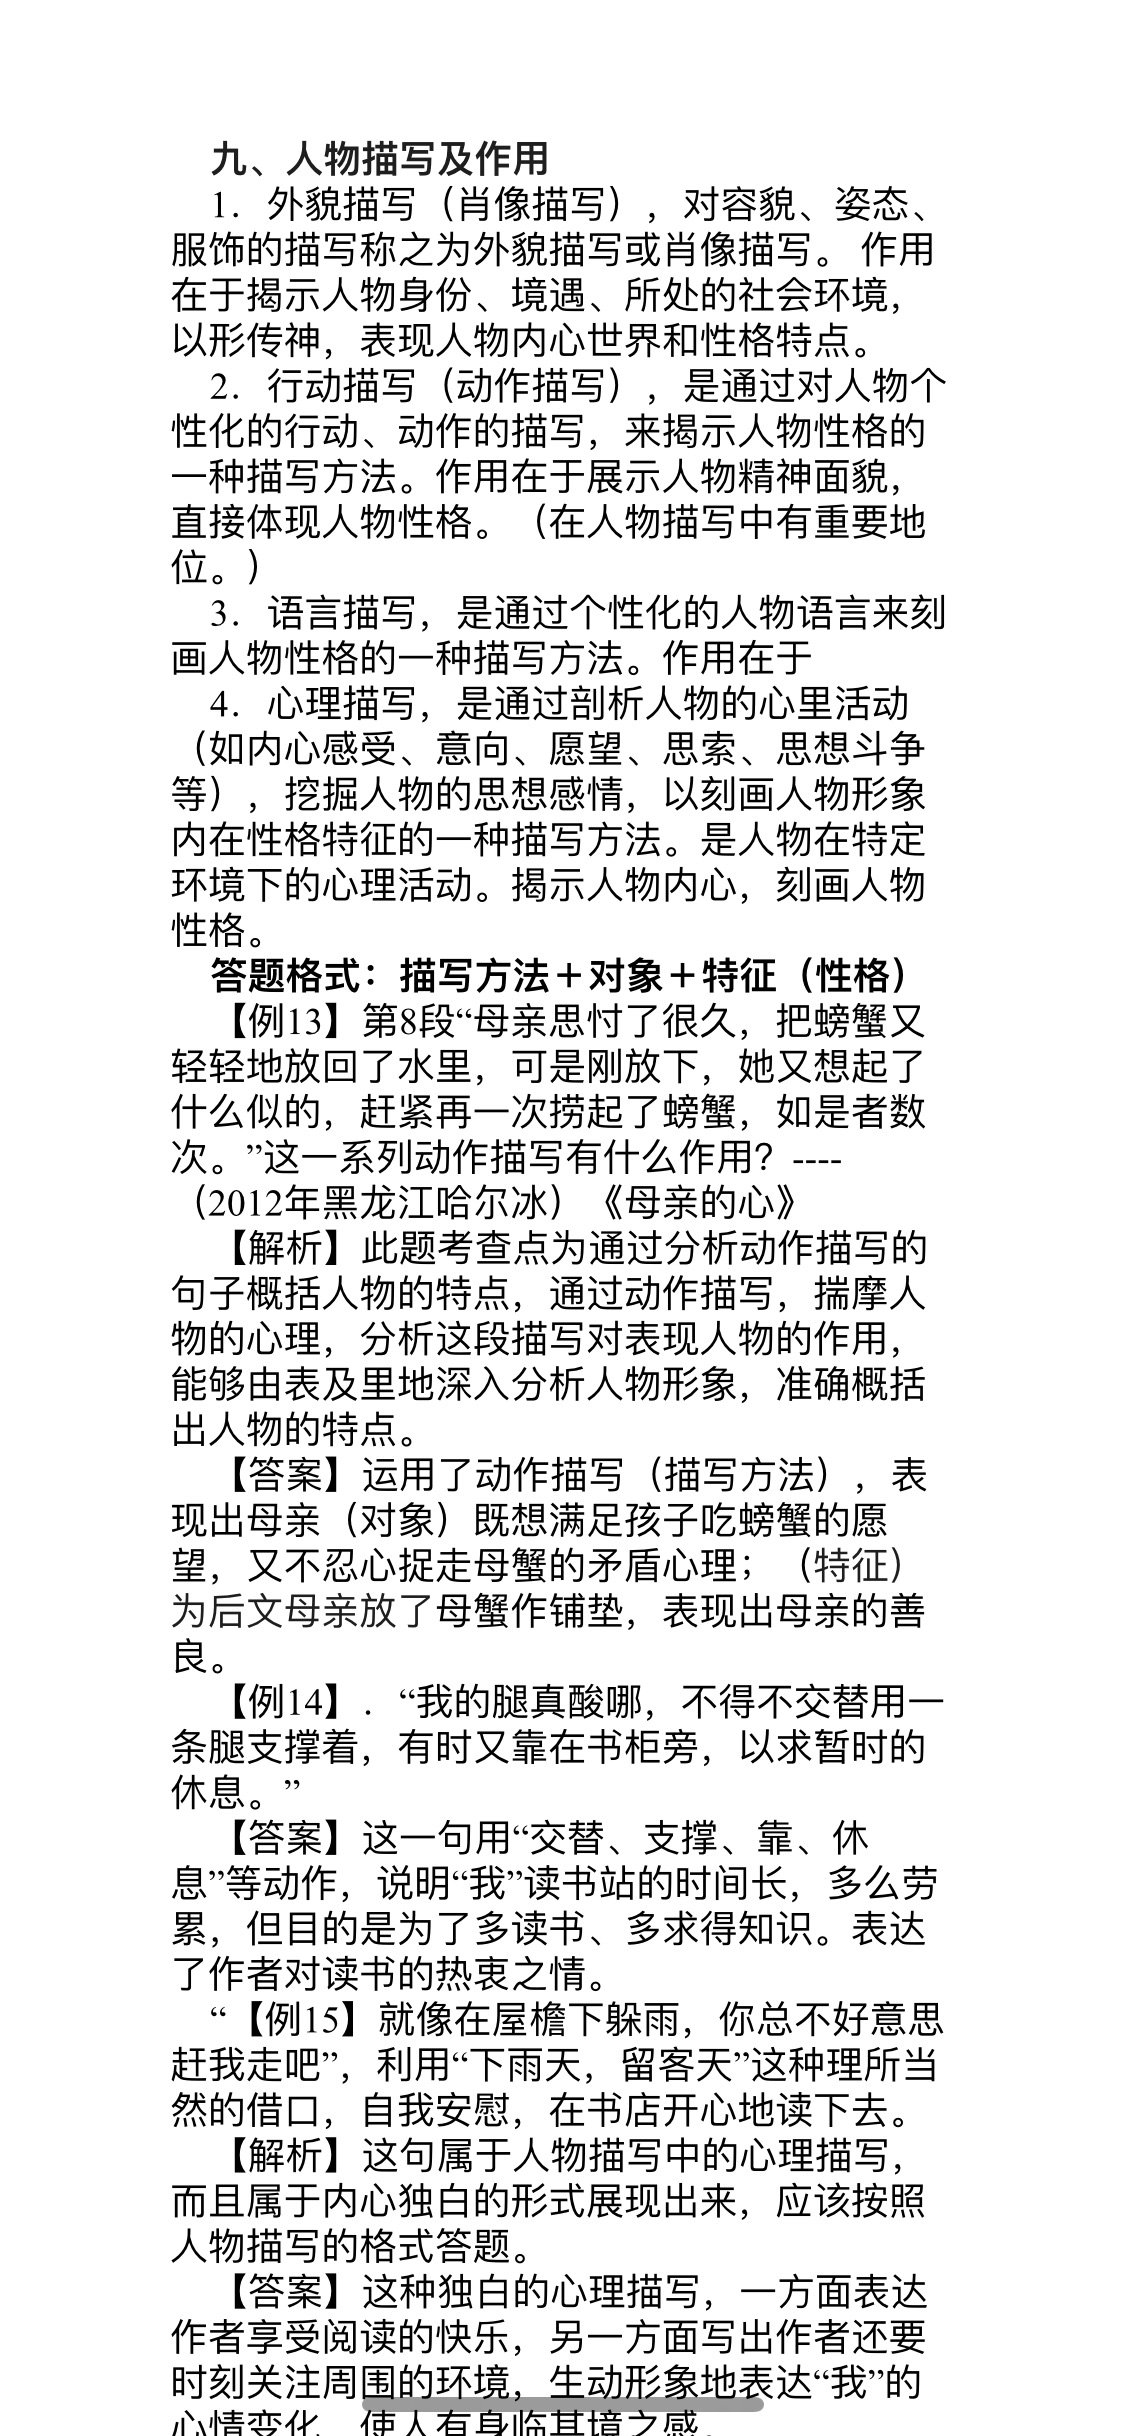 九、人物描写及作用
1．外貌描写（肖像描写），对容貌、姿态、
服饰的描写称之为外貌描写或肖像描写。 作用
在于揭示人物身份、境遇、所处的社会环境，
以形传神，表现人物内心世界和性格特点。
2．行动描写（动作描写），是通过对人物个
性化的行动、动作的描写，来揭示人物性格的
一种描写方法。作用在于展示人物精神面貌，
直接体现人物性格。（在人物描写中有重要地
位。）
3．语言描写，是通过个性化的人物语言来刻
画人物性格的一种描写方法。作用在于
4．心理描写，是通过剖析人物的心里活动
（如内心感受、意向、愿望、思索、思想斗争
等），挖掘人物的思想感情，以刻画人物形象
内在性格特征的一种描写方法。是人物在特定
环境下的心理活动。揭示人物内心，刻画人物
性格。
答题格式：描写方法＋对象＋特征（性格）
【例13】第8段“母亲思忖了很久，把螃蟹又
轻轻地放回了水里，可是刚放下，她又想起了
什么似的，赶紧再一次捞起了螃蟹，如是者数
次。”这一系列动作描写有什么作用？----
（2012年黑龙江哈尔冰）《母亲的心》
【解析】此题考查点为通过分析动作描写的
句子概括人物的特点，通过动作描写，揣摩人
物的心理，分析这段描写对表现人物的作用，
能够由表及里地深入分析人物形象，准确概括
出人物的特点。
【答案】运用了动作描写（描写方法），表
现出母亲（对象）既想满足孩子吃螃蟹的愿
望，又不忍心捉走母蟹的矛盾心理；（特征）
为后文母亲放了母蟹作铺垫，表现出母亲的善
良。
【例14】．“我的腿真酸哪，不得不交替用一
条腿支撑着，有时又靠在书柜旁，以求暂时的
休息。”
【答案】这一句用“交替、支撑、靠、休
息”等动作，说明“我”读书站的时间长，多么劳
累，但目的是为了多读书、多求得知识。表达
了作者对读书的热衷之情。
“【例15】就像在屋檐下躲雨，你总不好意思
赶我走吧”，利用“下雨天，留客天”这种理所当
然的借口，自我安慰，在书店开心地读下去。
【解析】这句属于人物描写中的心理描写，
而且属于内心独白的形式展现出来，应该按照
人物描写的格式答题。
【答案】这种独白的心理描写，一方面表达
作者享受阅读的快乐，另一方面写出作者还要
时刻关注周围的环境，生动形象地表达“我”的
心情变化，使人有身临其境之感。